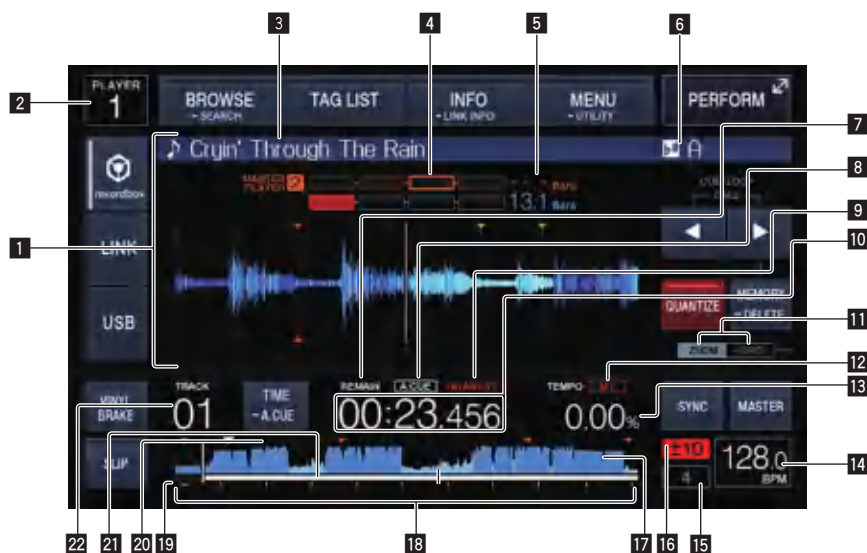 3
4
5
6
2
PLAYER
1
BROWSE
-SEARCH
TAG LIST
INFO
-LINK INFO
MENU
-UTILITY
PERFORM
♪ Cryin' Through The Rain
A
7
8
9
10
rekordbox
MASTER
PLAYER 2
Bars
13.1 Bars
1
LINK
USB
QUANTIZE
MEMORY
-DELETE
11
ZOOM
12
13
VINYL
BRAKE
TRACK
01
TIME
-A.CUE
REMAIN
A.CUE
00:23.456
TEMPO
0.00%
SYNC
MASTER
SLIP
±10
4
128.0
BPM
14
22
21
20
19
18
17
16
15